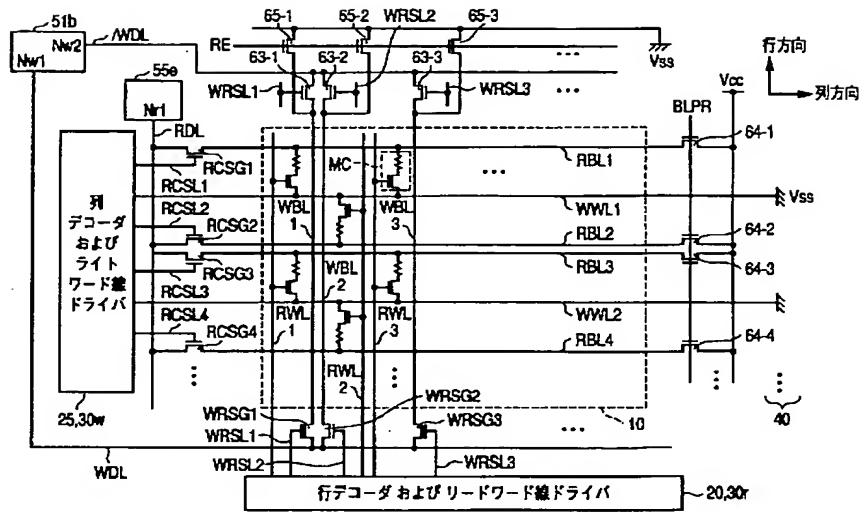 51b
Nw2
Nw1
/WDL
55e
Nr1
RDL
65-1
65-2
WRSL2
65-3
RE
63-1
63-2
63-3
WRSL1
WRSL3
Vss
Vcc
行方向
列方向
BLPR
64-1
RCSG1
RCSL1
RCSL2
RCSG2
RCSG3
RCSL3
RCSL4
RCSG4
列
デコーダ
および
ライト
ワード線
ドライバ
25,30w
MC
RBL1
WBL
1
WBL
3
WWL1
Vss
RBL2
64-2
RBL3
64-3
WBL
2
RWL
1
RWL
3
WWL2
RBL4
64-4
RWL
2
40
10
WRSG1
WRSG2
WRSG3
WRSL1
WRSL2
WRSL3
WDL
行デコーダ および リードワード線ドライバ
20,30r